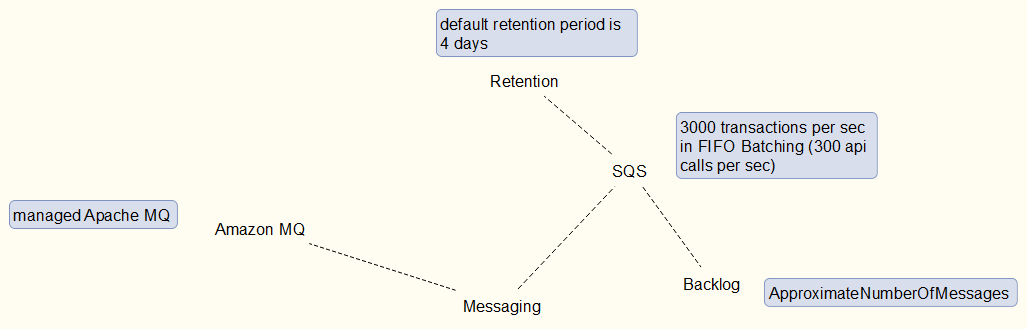 default retention period is
4 days
Retention
3000 transactions per sec
in FIFO Batching (300 api
calls per sec)
SQS
managed Apache MQ
Amazon MQ
Backlog
ApproximateNumberOfMessages
Messaging